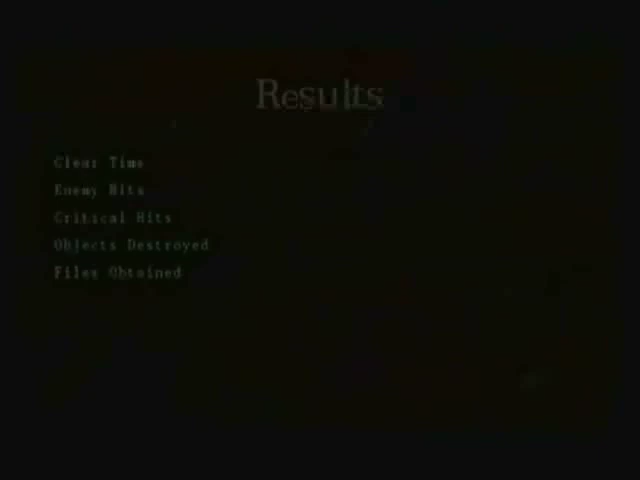 Results
Clear Time
Enemy Hits
Critical Hits
Objects Destroyed
Files Obtained